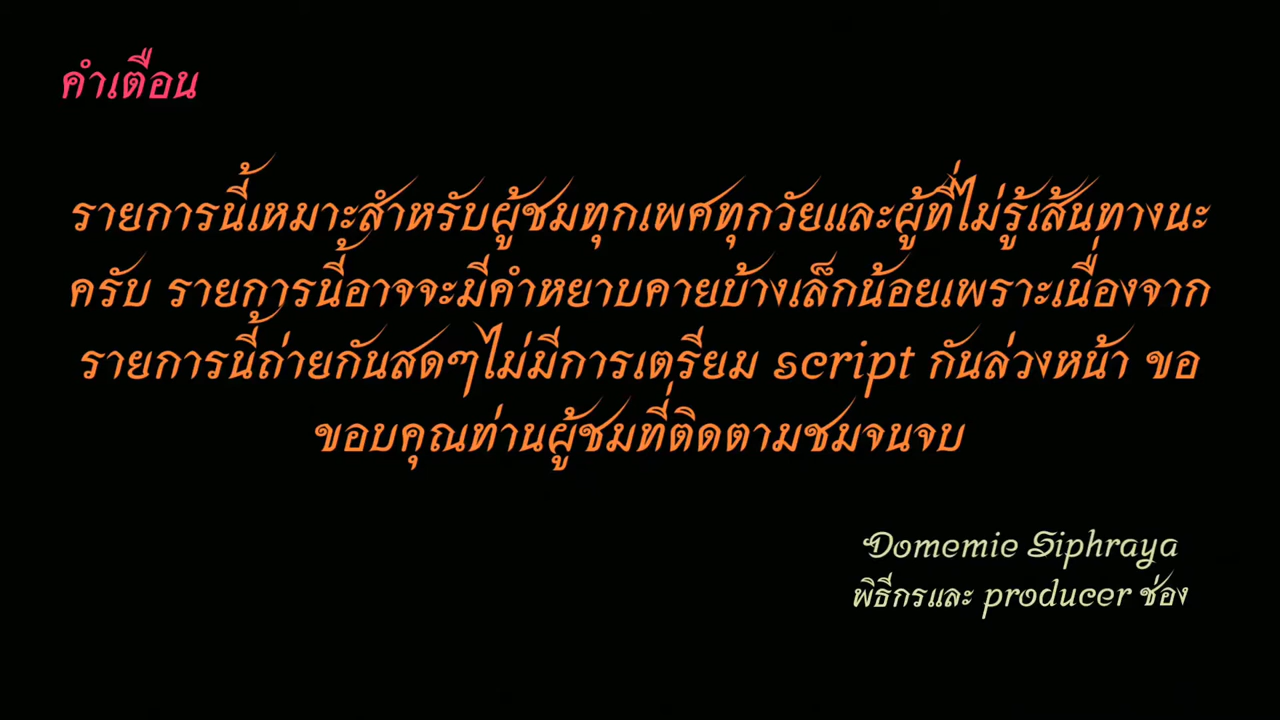 คำเตือน
รายการนี้เหมาะสำหรับผู้ชมทุกเพศทุกวัยและผู้ที่ไม่รู้เส้นทางนะ
ครับ รายการนี้อาจจะมีคำหยาบคายบ้างเล็กน้อยเพราะเนื่องจาก
รายการนี้ถ่ายกันสดๆไม่มีการเตรียม script กันล่วงหน้า ขอ
ขอบคุณท่านผู้ชมที่ติดตามชมจนจบ
Domemie Siphraya
พิธีกรและ producer ช่อง